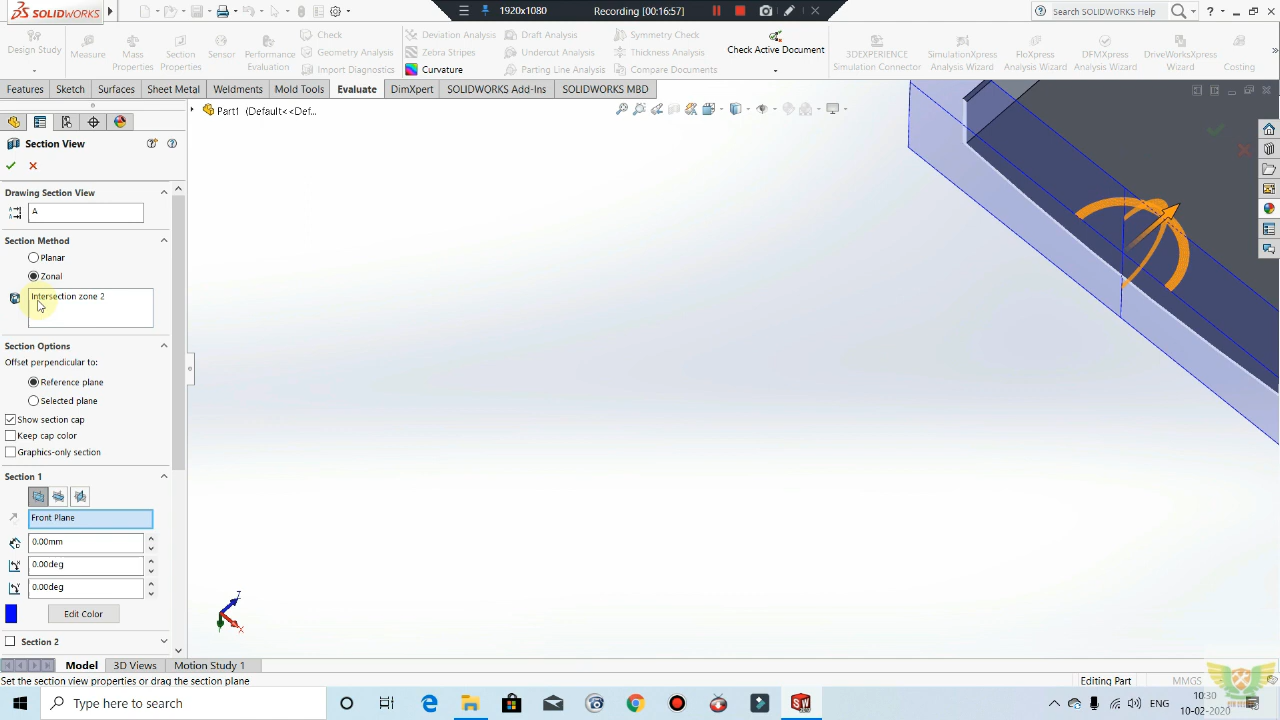 SOLIDWORKS
1920x1080
Recording [00:16:57]
Search SOLIDWORKS Help
Design Study
Measure
Mass Properties
Section Properties
Sensor
Performance Evaluation
Check
Geometry Analysis
Import Diagnostics
Deviation Analysis
Zebra Stripes
Curvature
Draft Analysis
Undercut Analysis
Parting Line Analysis
Symmetry Check
Thickness Analysis
Compare Documents
Check Active Document
3DEXPERIENCE Simulation Connector
SimulationXpress Analysis Wizard
FloXpress Analysis Wizard
DFMXpress Analysis Wizard
DriveWorksXpress Wizard
Costing
Features
Sketch
Surfaces
Sheet Metal
Weldments
Mold Tools
Evaluate
DimXpert
SOLIDWORKS Add-Ins
SOLIDWORKS MBD
Part1 (Default<<Def...
Section View
Drawing Section View
A
Section Method
Planar
Zonal
Intersection zone 2
Section Options
Offset perpendicular to:
Reference plane
Selected plane
Show section cap
Keep cap color
Graphics-only section
Section 1
Front Plane
0.00mm
0.00deg
0.00deg
Edit Color
Section 2
Z
X
Y
Model
3D Views
Motion Study 1
Set the section view properties or drag the section plane
Editing Part
MMGS
Type here to search
ENG
10:30
10-02-2020